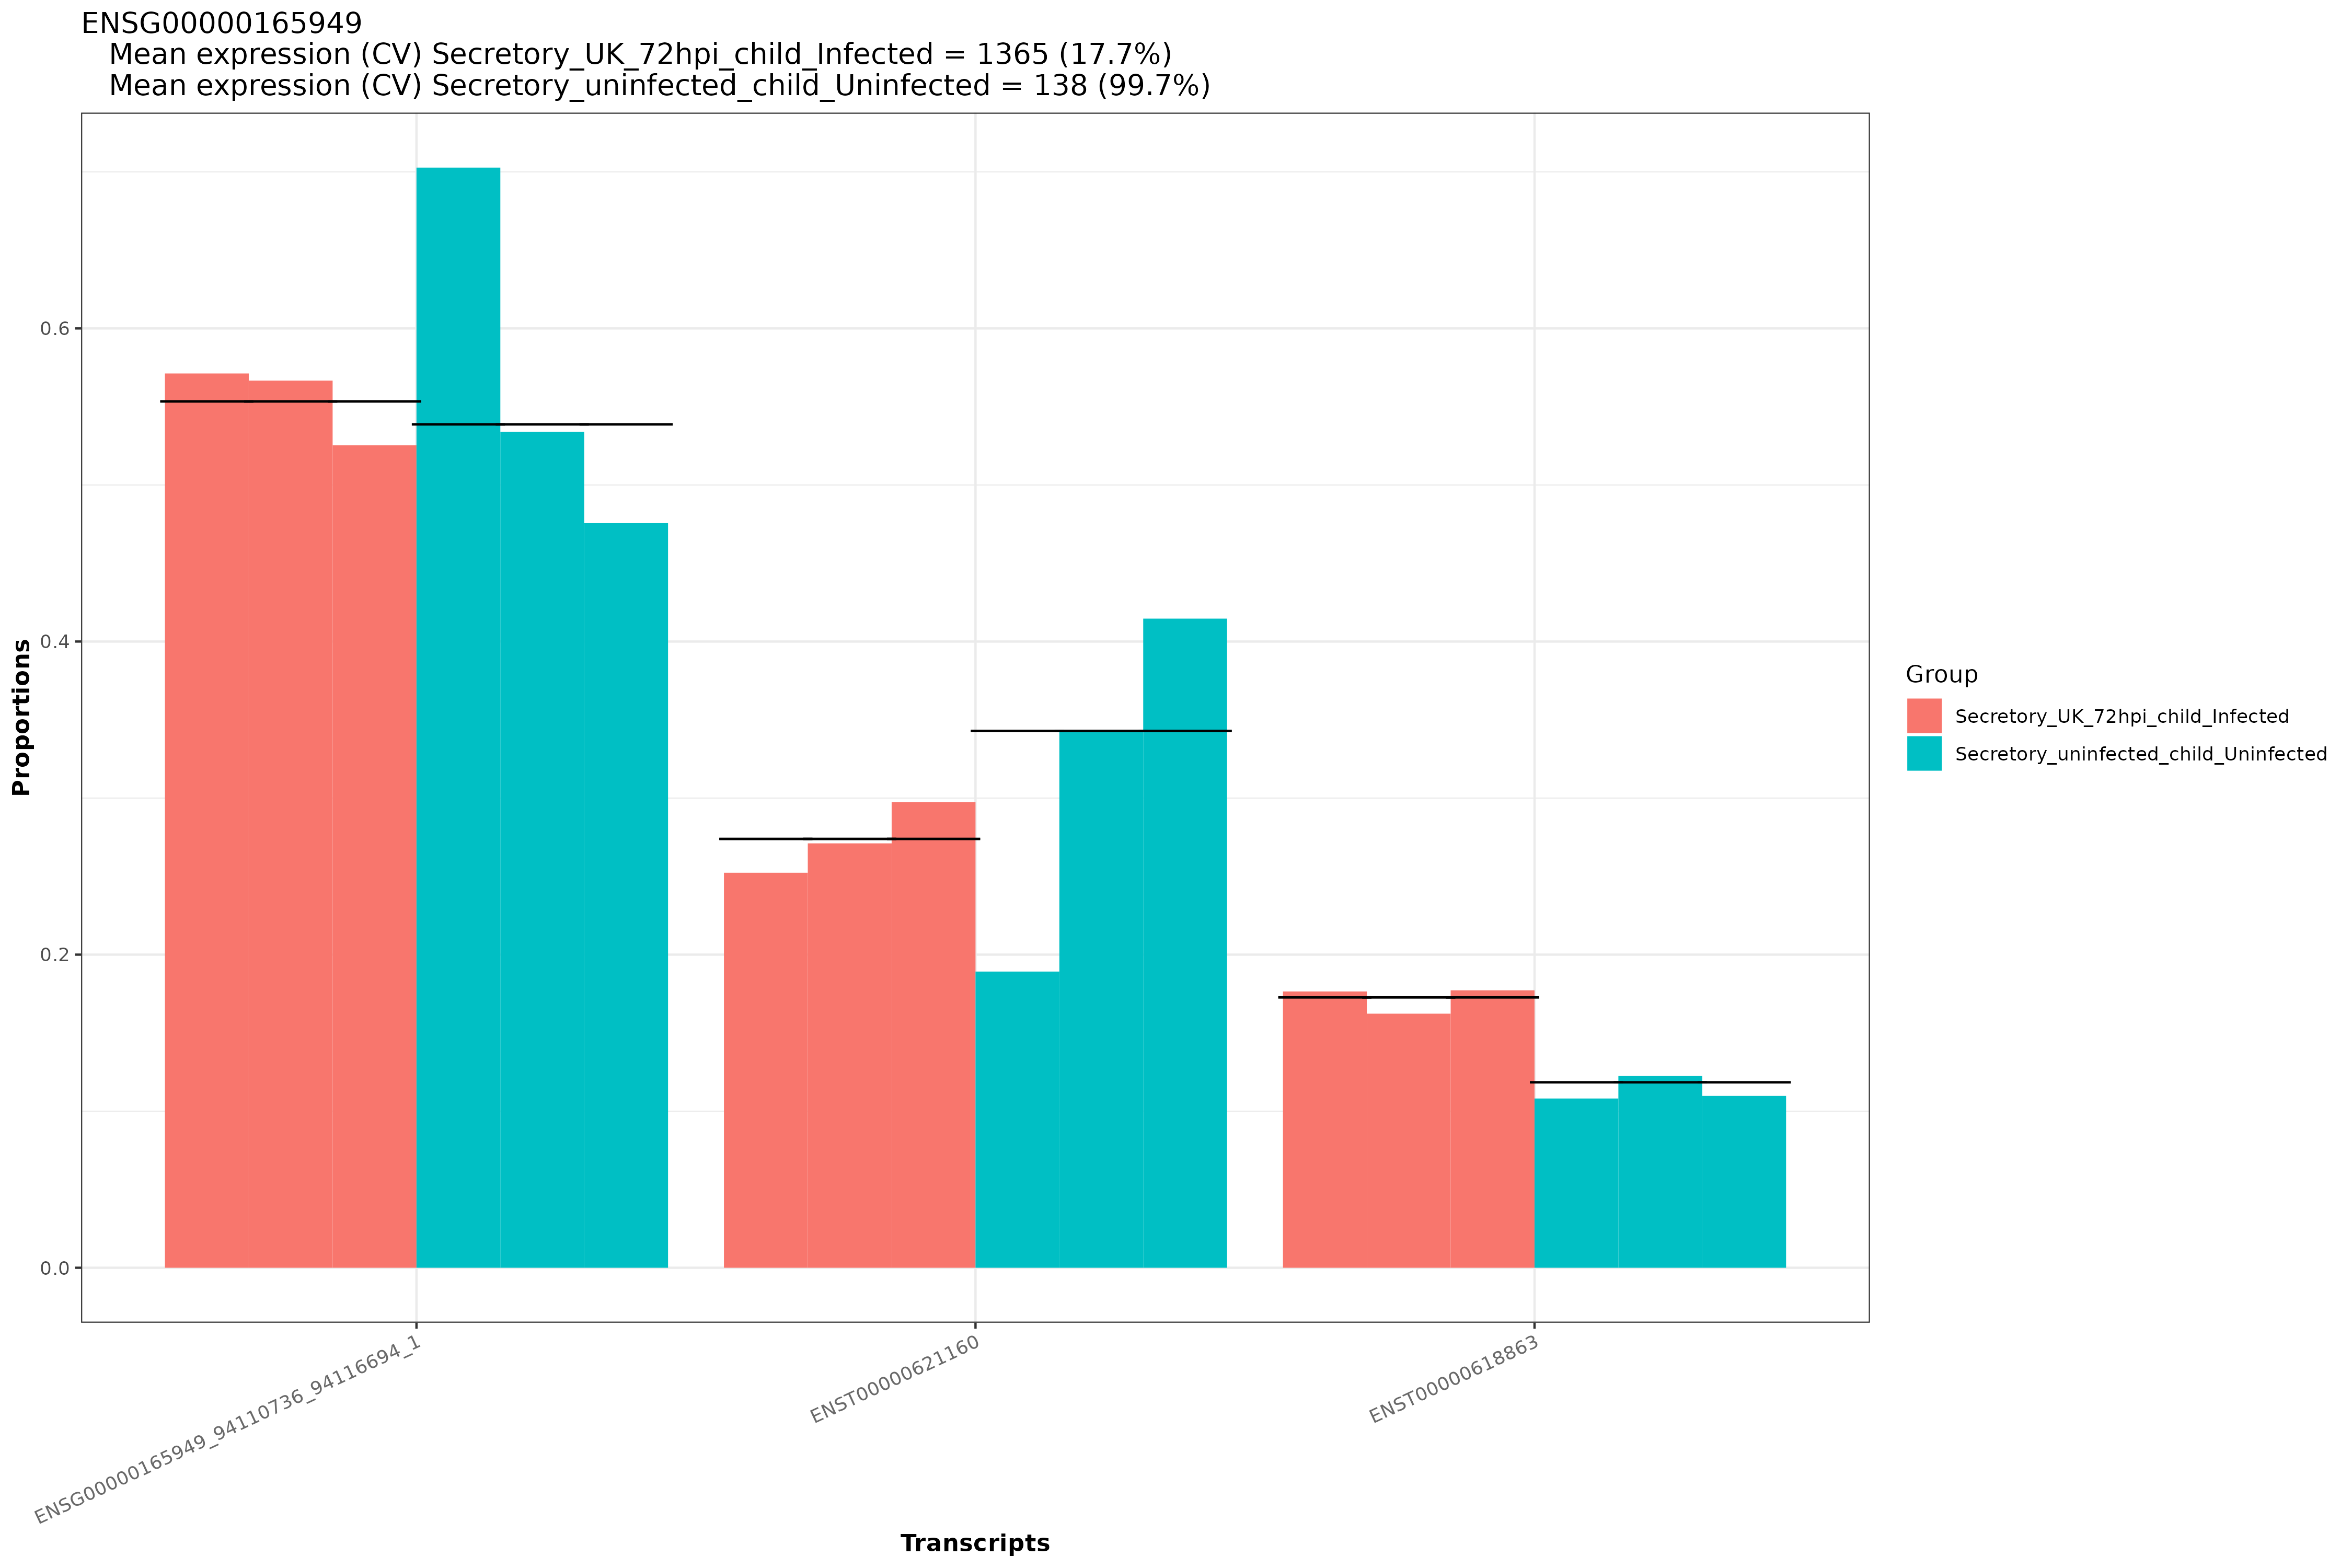 ENSG00000165949
Mean expression (CV) Secretory_UK_72hpi_child_Infected = 1365 (17.7%)
Mean expression (CV) Secretory_uninfected_child_Uninfected = 138 (99.7%)
Proportions
0.6
0.4
0.2
0.0
ENSG00000165949_94110736_94116694_1
ENST00000621160
ENST00000618863
Transcripts
Group
Secretory_UK_72hpi_child_Infected
Secretory_uninfected_child_Uninfected